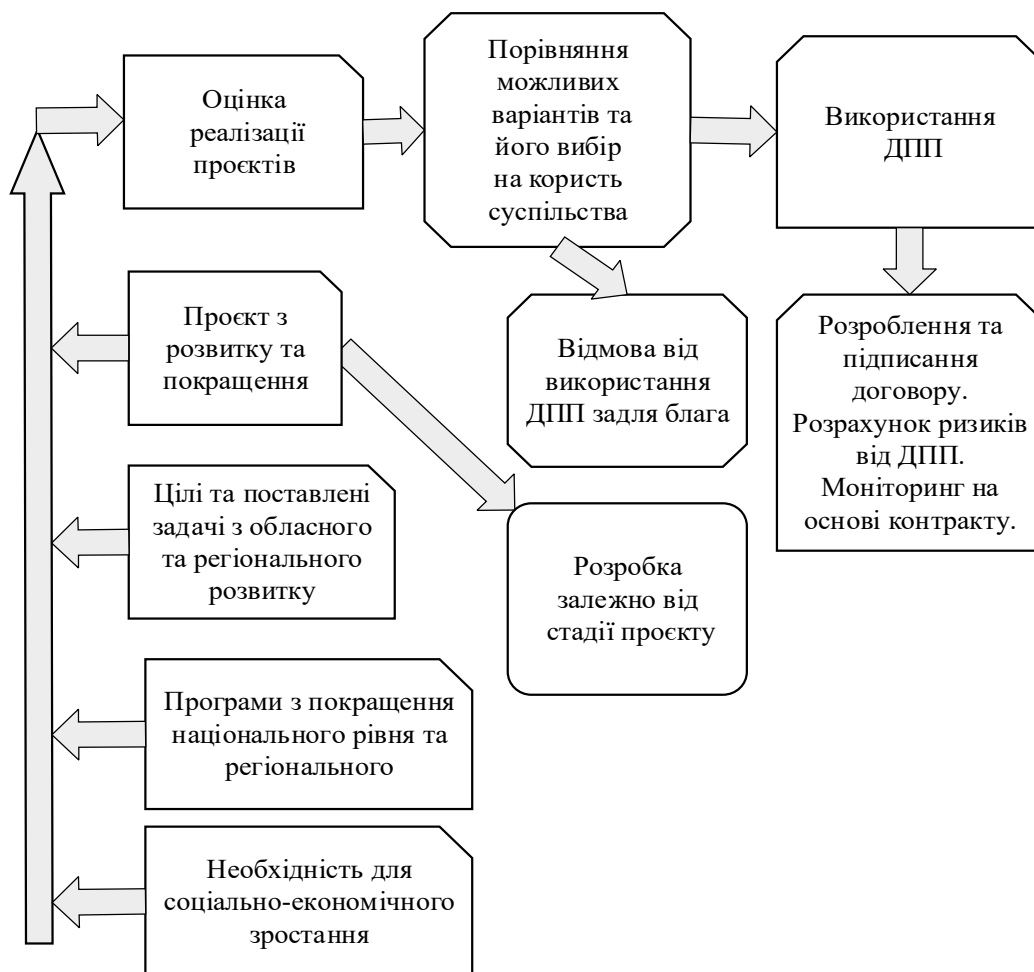 Оцінка
реалізації
проєктів
Порівняння
можливих
варіантів та
його вибір
на користь
суспільства
Використання
ДПП
Проєкт з
розвитку та
покращення
Відмова від
використання
ДПП задля блага
Розроблення та
підписання
договору.
Розрахунок ризиків
від ДПП.
Моніторинг на
основі контракту.
Цілі та поставлені
задачі з обласного
та регіонального
розвитку
Розробка
залежно від
стадії проєкту
Програми з покращення
національного рівня та
регіонального
Необхідність для
соціально-економічного
зростання